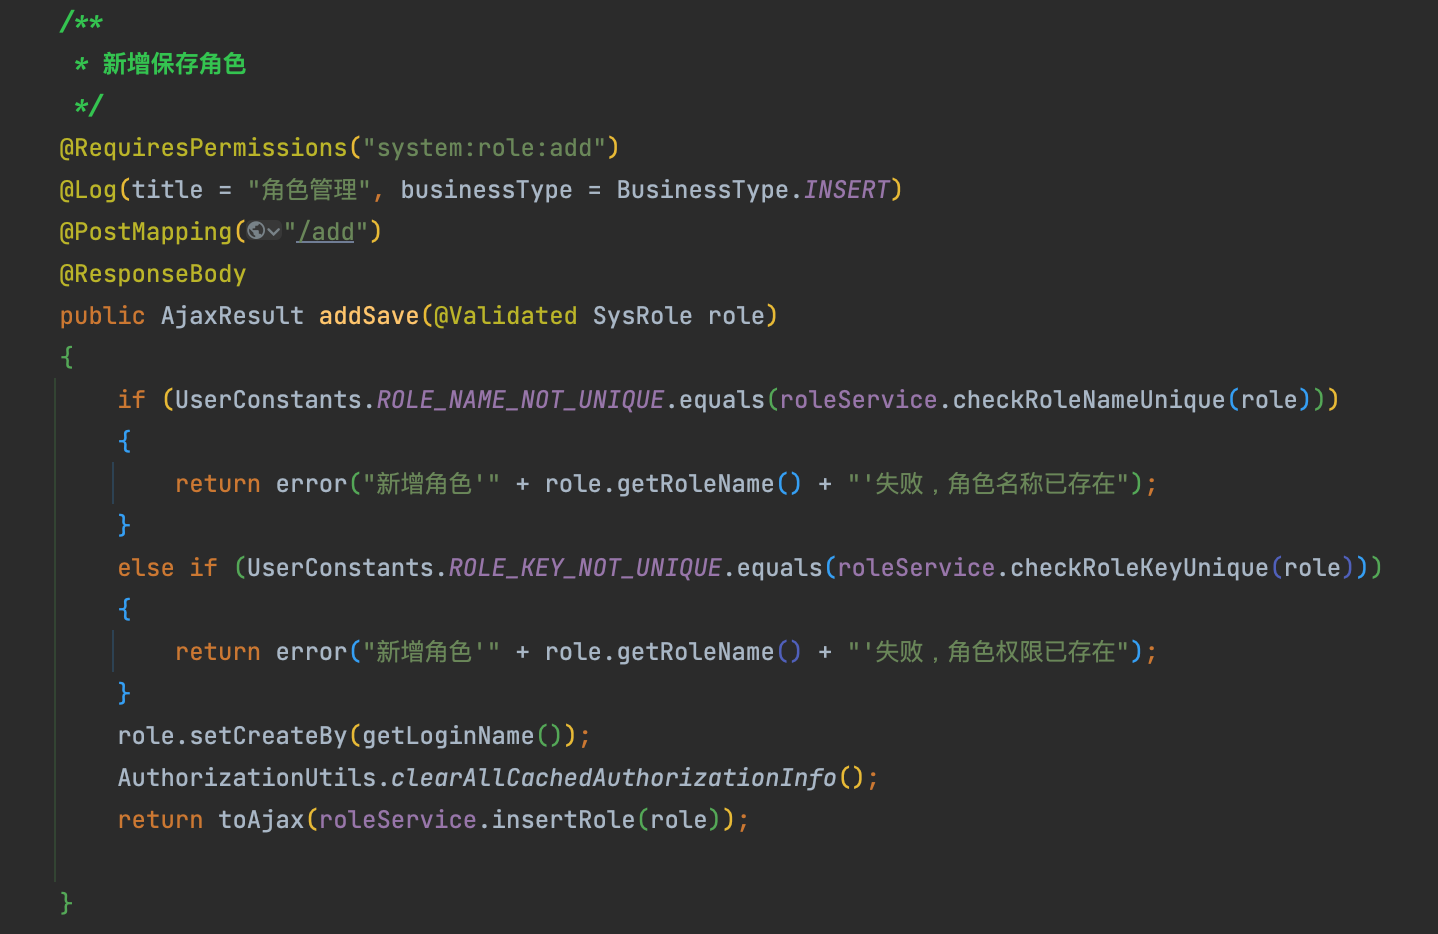 /**
 * 新增保存角色
 */
@RequiresPermissions("system:role:add")
@Log(title = "角色管理", businessType = BusinessType.INSERT)
@PostMapping("/add")
@ResponseBody
public AjaxResult addSave(@Validated SysRole role)
{
    if (UserConstants.ROLE_NAME_NOT_UNIQUE.equals(roleService.checkRoleNameUnique(role)))
    {
        return error("新增角色'" + role.getRoleName() + "'失败，角色名称已存在");
    }
    else if (UserConstants.ROLE_KEY_NOT_UNIQUE.equals(roleService.checkRoleKeyUnique(role)))
    {
        return error("新增角色'" + role.getRoleName() + "'失败，角色权限已存在");
    }
    role.setCreateBy(getLoginName());
    AuthorizationUtils.clearAllCachedAuthorizationInfo();
    return toAjax(roleService.insertRole(role));
}